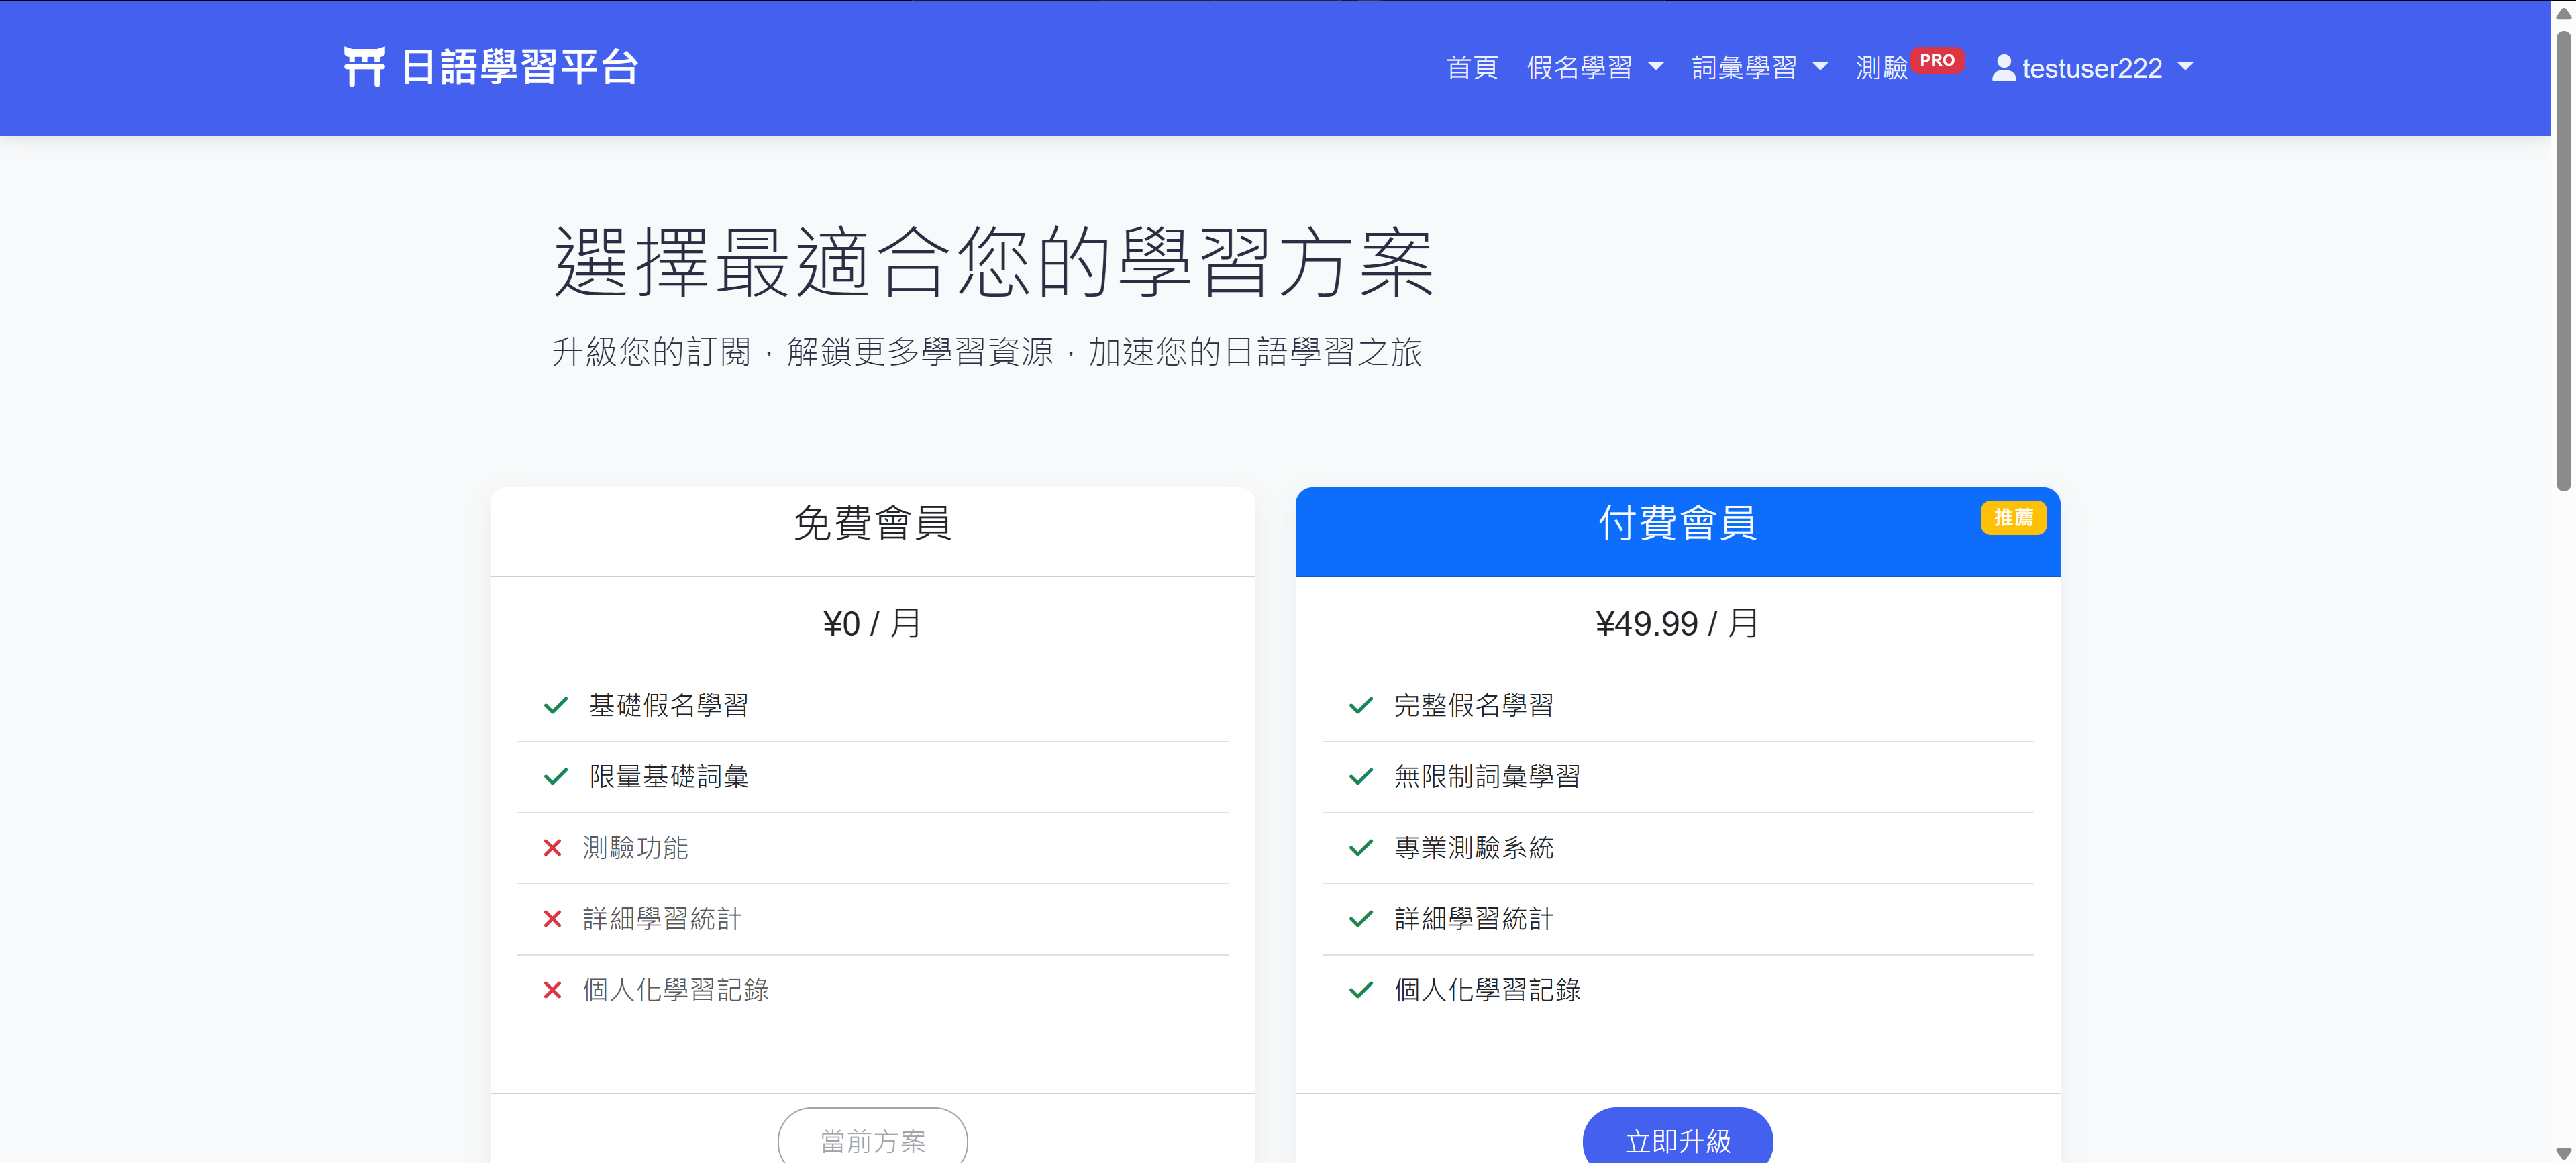 日語學習平台
首頁 假名學習 詞彙學習 測驗 PRO testuser222
選擇最適合您的學習方案
升級您的訂閱，解鎖更多學習資源，加速您的日語學習之旅
免費會員
¥0 / 月
基礎假名學習
限量基礎詞彙
測驗功能
詳細學習統計
個人化學習記錄
當前方案
付費會員
推薦
¥49.99 / 月
完整假名學習
無限制詞彙學習
專業測驗系統
詳細學習統計
個人化學習記錄
立即升級